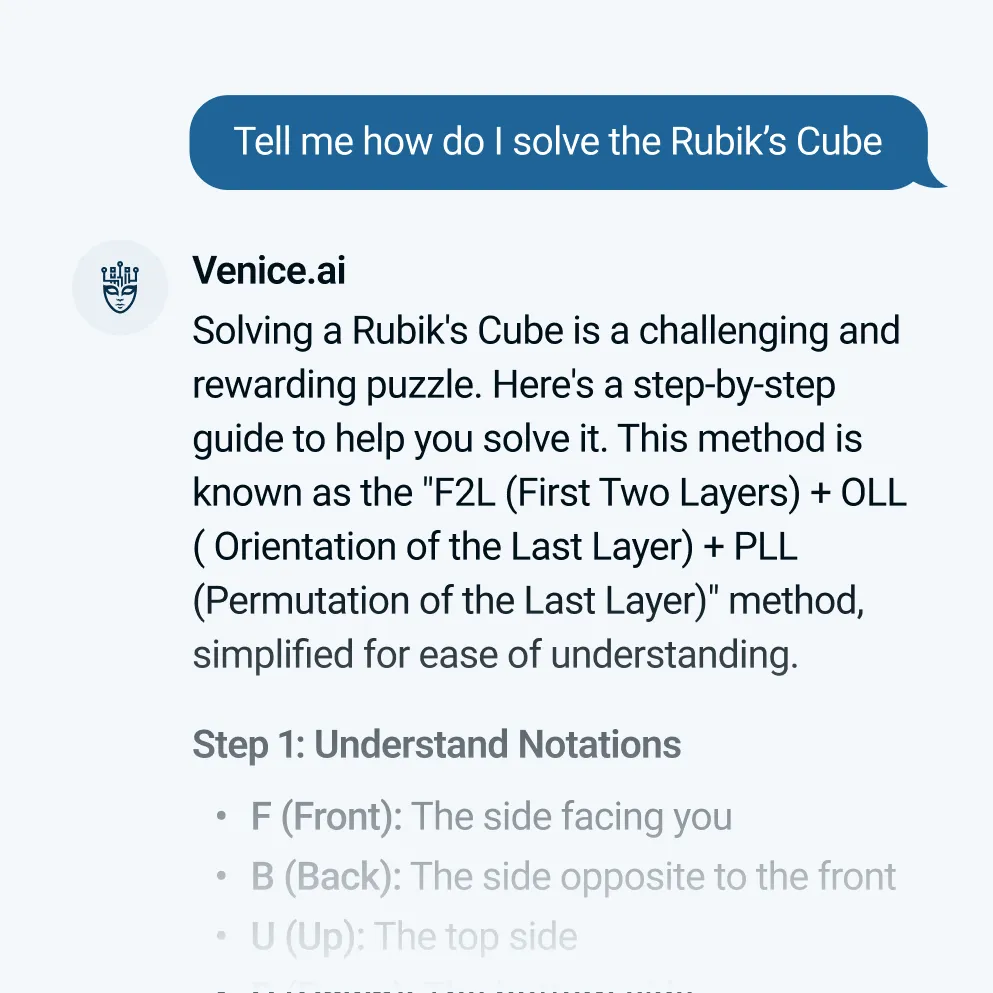 Tell me how do I solve the Rubik’s Cube
Venice.ai
Solving a Rubik's Cube is a challenging and
rewarding puzzle. Here's a step-by-step
guide to help you solve it. This method is
known as the "F2L (First Two Layers) + OLL
( Orientation of the Last Layer) + PLL
(Permutation of the Last Layer)" method,
simplified for ease of understanding.
Step 1: Understand Notations
• F (Front): The side facing you
• B (Back): The side opposite to the front
• U (Up): The top side